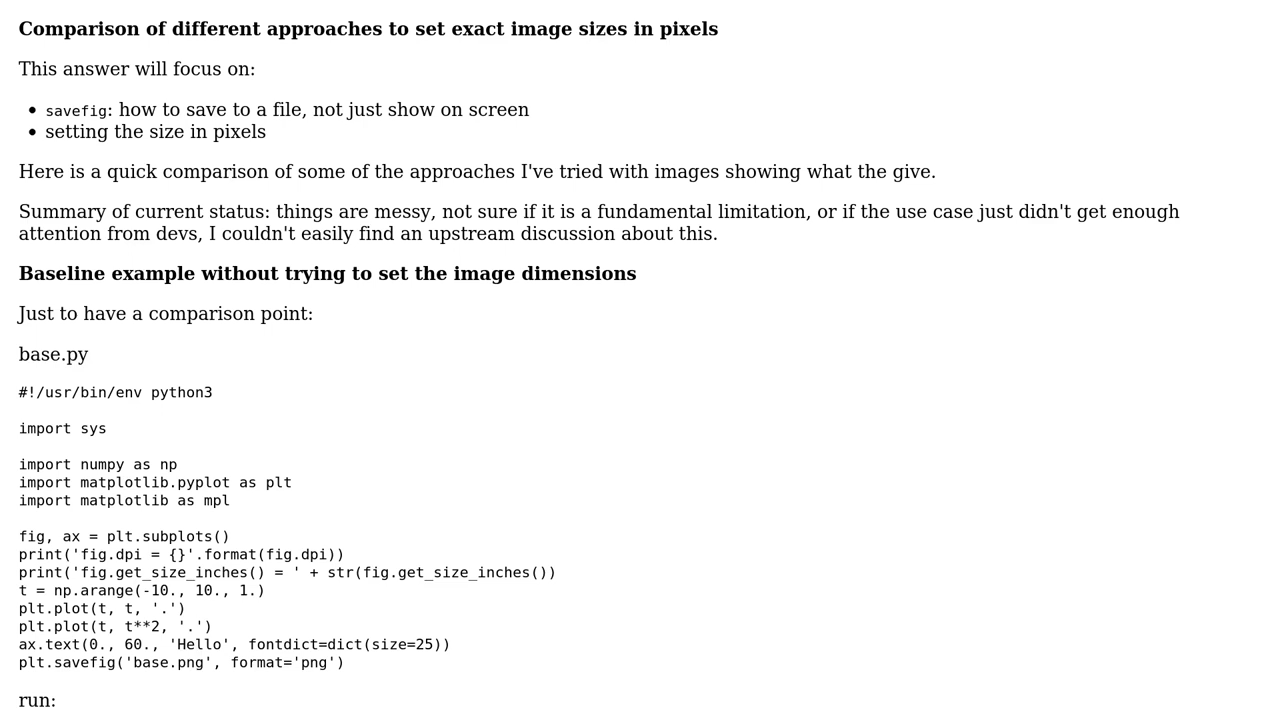 Comparison of different approaches to set exact image sizes in pixels
This answer will focus on:
• savefig: how to save to a file, not just show on screen
• setting the size in pixels
Here is a quick comparison of some of the approaches I've tried with images showing what the give.
Summary of current status: things are messy, not sure if it is a fundamental limitation, or if the use case just didn't get enough
attention from devs, I couldn't easily find an upstream discussion about this.
Baseline example without trying to set the image dimensions
Just to have a comparison point:
base.py
#!/usr/bin/env python3
import sys
import numpy as np
import matplotlib.pyplot as plt
import matplotlib as mpl
fig, ax = plt.subplots()
print('fig.dpi = {}'.format(fig.dpi))
print('fig.get_size_inches() = ' + str(fig.get_size_inches())
t = np.arange(-10., 10., 1.)
plt.plot(t, t, '.')
plt.plot(t, t**2, '.')
ax.text(0., 60., 'Hello', fontdict=dict(size=25))
plt.savefig('base.png', format='png')
run: